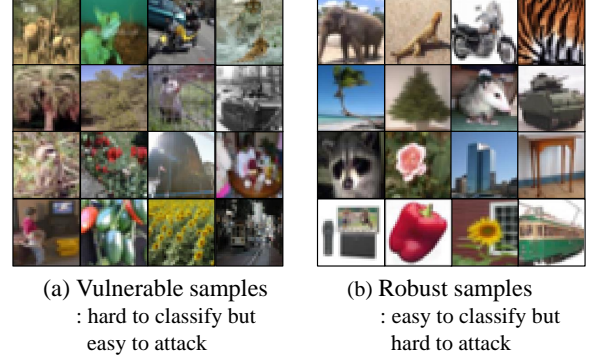 (a) Vulnerable samples
: hard to classify but
easy to attack
(b) Robust samples
: easy to classify but
hard to attack